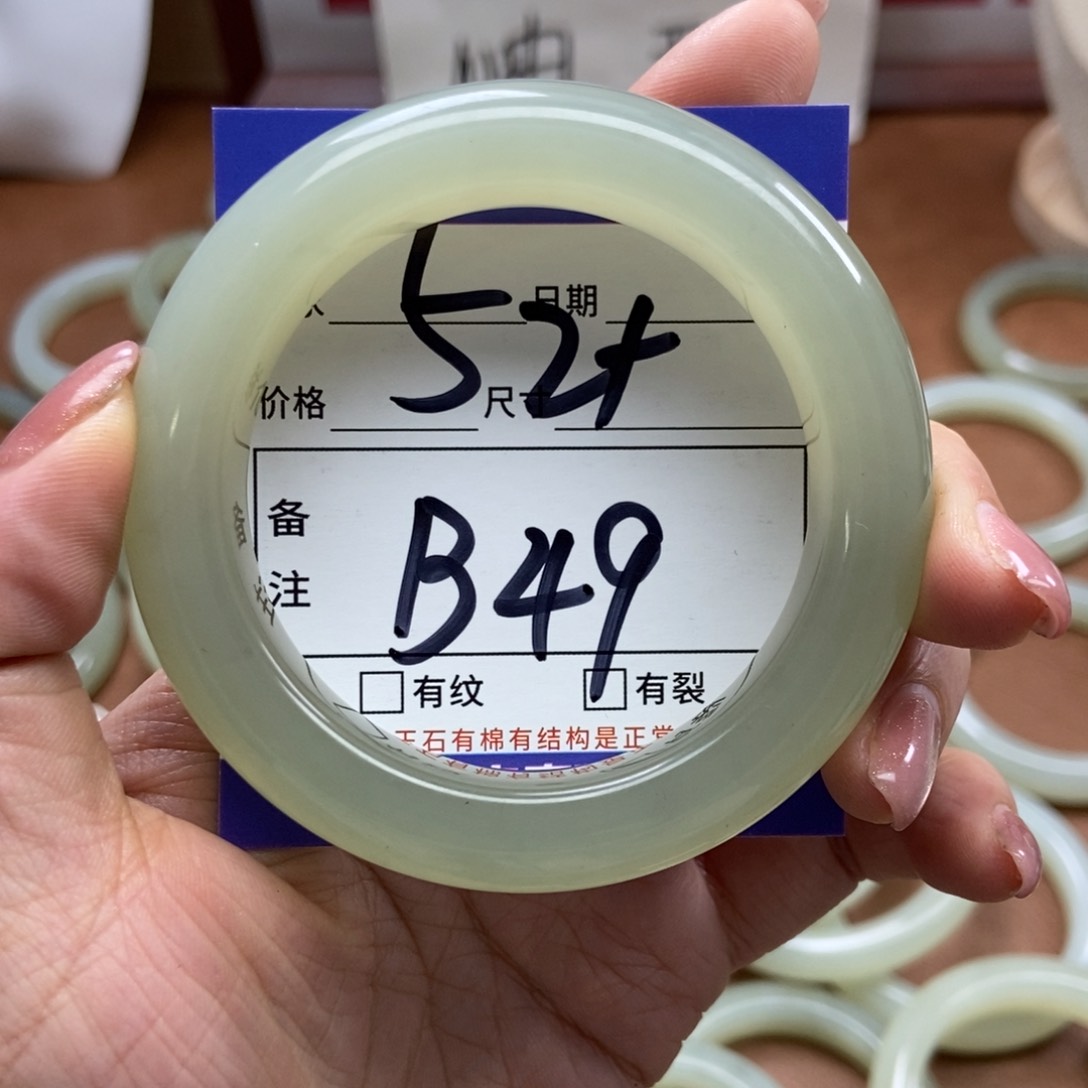 日期
52+
价格 尺寸
备注
B49
有纹 有裂
玉石有棉有结构是正常